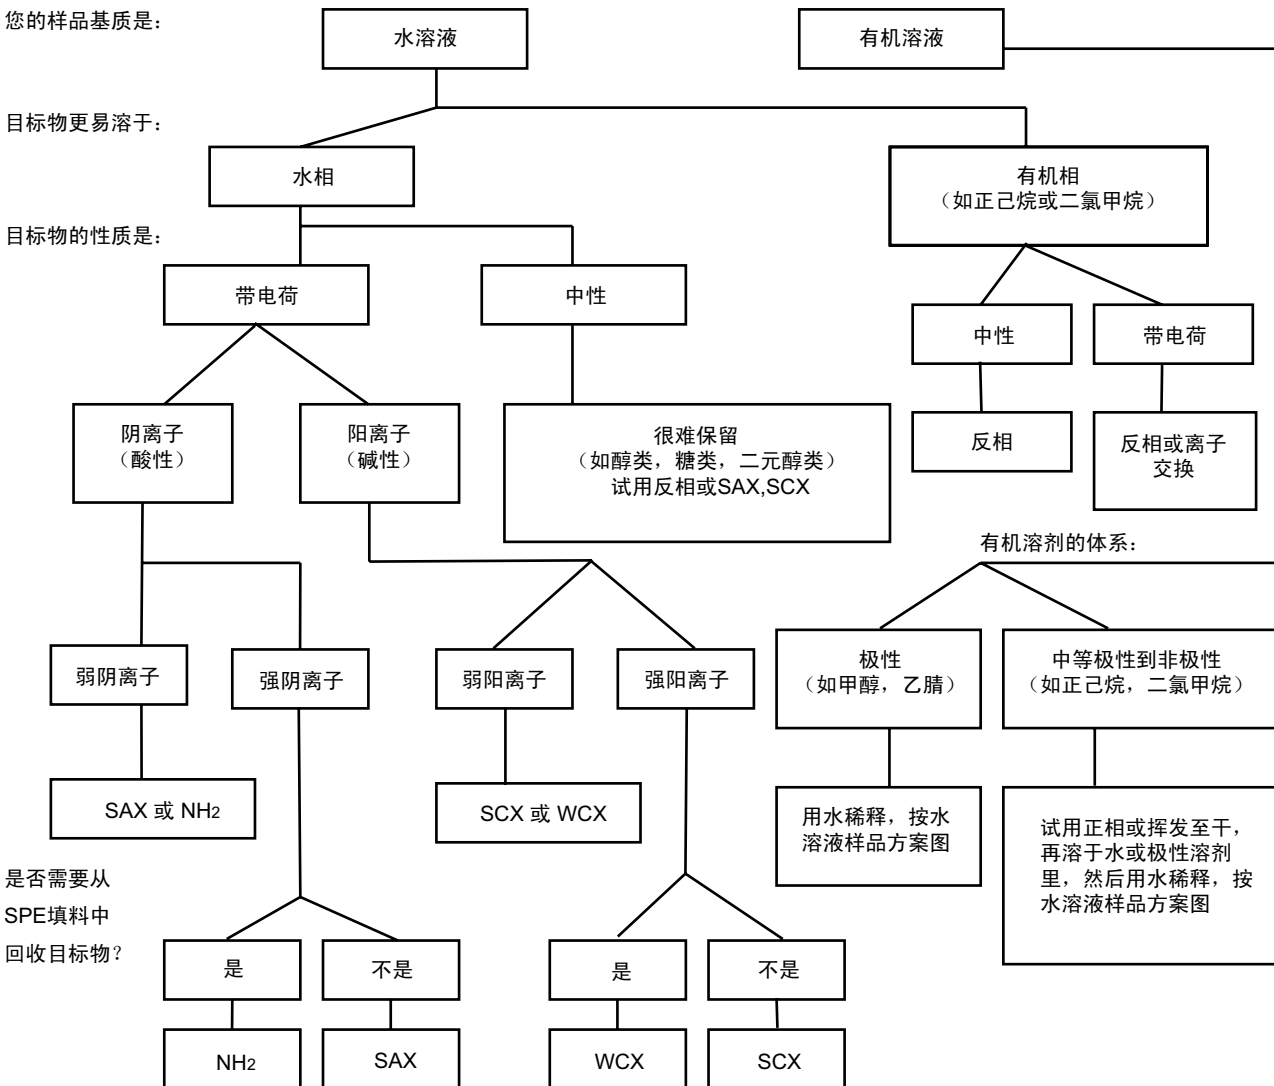 您的样品基质是：
水溶液
有机溶液
目标物更易溶于：
水相
有机相
（如正己烷或二氯甲烷）
目标物的性质是：
带电荷
中性
中性
带电荷
阴离子
（酸性）
阳离子
（碱性）
很难保留
（如醇类，糖类，二元醇类）
试用反相或SAX,SCX
反相
反相或离子
交换
有机溶剂的体系：
弱阴离子
强阴离子
弱阳离子
强阳离子
极性
（如甲醇，乙腈）
中等极性到非极性
（如正己烷，二氯甲烷）
SAX 或 NH2
SCX 或 WCX
用水稀释，按水
溶液样品方案图
试用正相或挥发至干，
再溶于水或极性溶剂
里，然后用水稀释，按
水溶液样品方案图
是否需要从
SPE填料中
回收目标物？
是
不是
是
不是
NH2
SAX
WCX
SCX